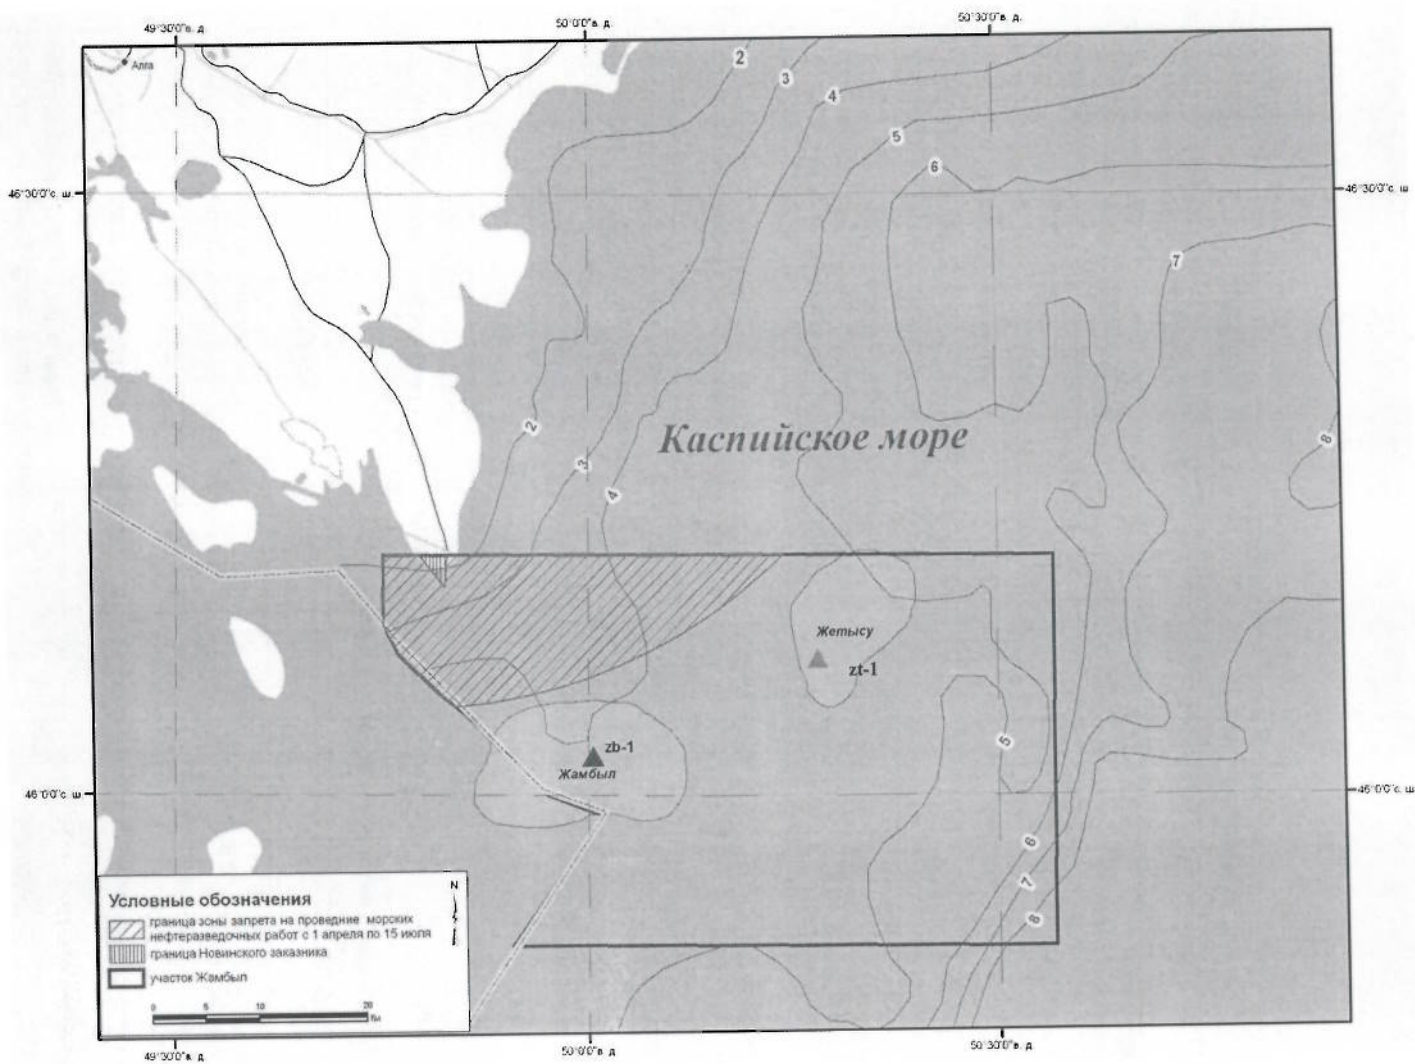 49°30'0"в. д.
50°0'0"в. д.
50°30'0"в. д.
Алга
2
3
4
5
6
46°30'0"с. ш.
46°30'0"с. ш
7
8
2
3
4
Каспийское море
Жетысу
zt-1
5
zb-1
Жамбыл
46°0'0"с. ш.
46°0'0"с. ш
6
7
8
Условные обозначения
N
граница зоны запрета на проведние морских
нефтеразведочных работ с 1 апреля по 15 июля
граница Новинского заказника
участок Жамбыл
0 5 10 20
Км
49°30'0"в. д.
50°0'0"в. д.
50°30'0"в. д.